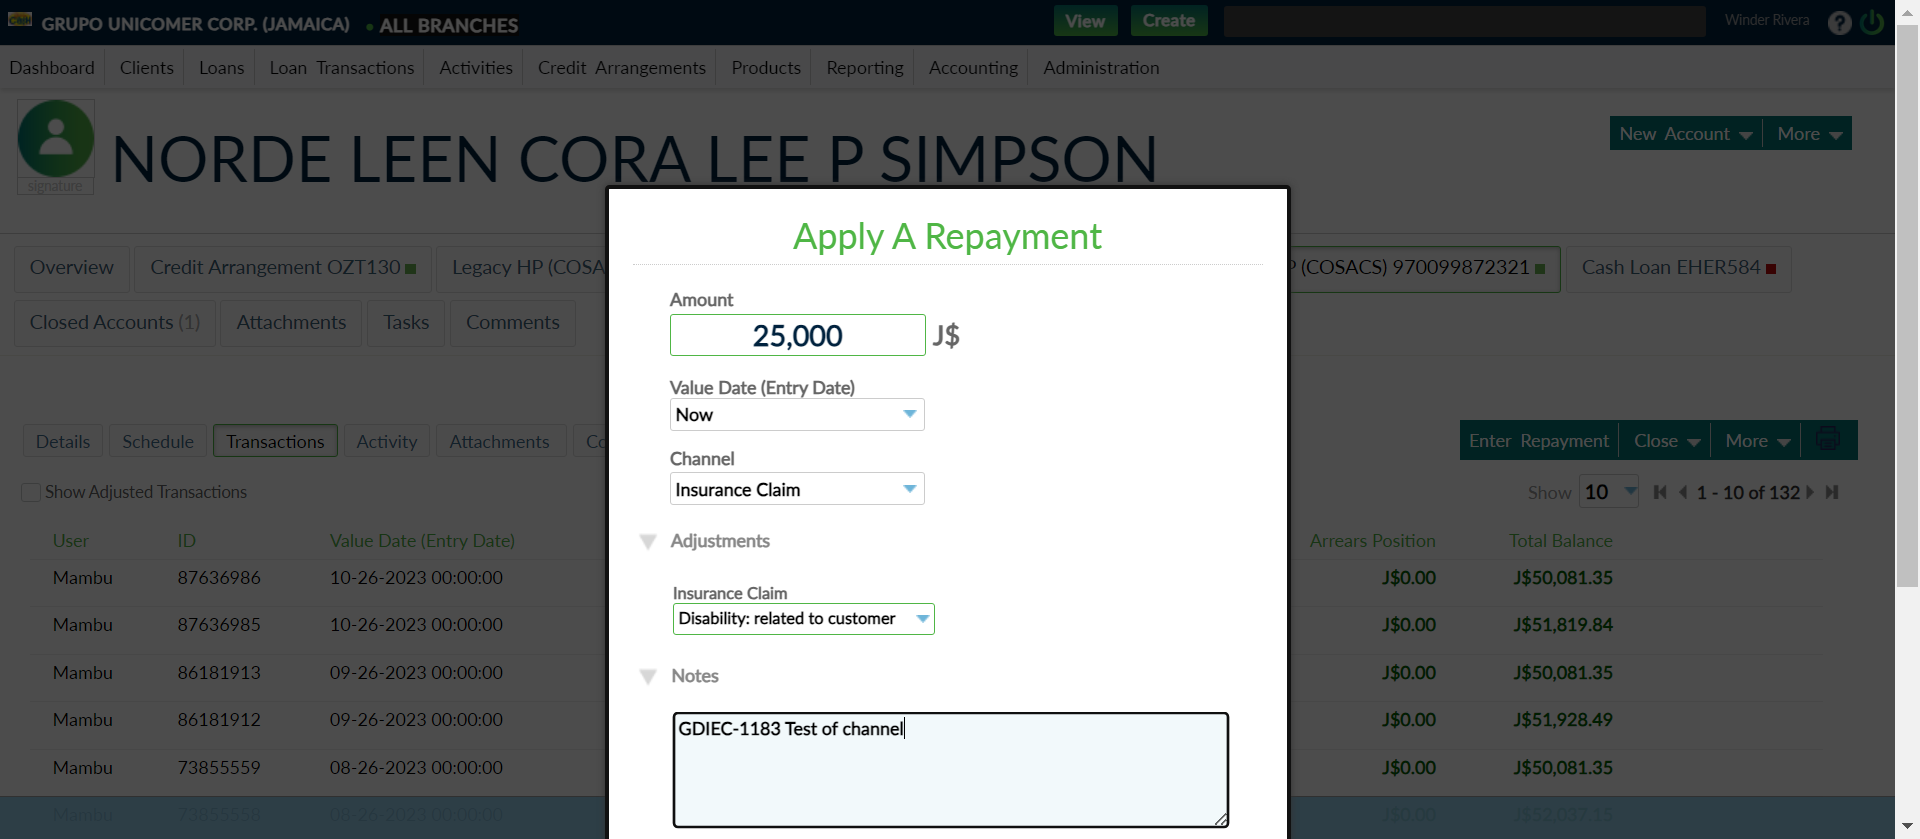 GRUPO UNICOMER CORP. (JAMAICA) • ALL BRANCHES View Create Winder Rivera ?
Dashboard Clients Loans Loan Transactions Activities Credit Arrangements Products Reporting Accounting Administration
signature
NORDE LEEN CORA LEE P SIMPSON
New Account More
Apply A Repayment
Overview Credit Arrangement OZT130 Legacy HP (COSA P (COSACS) 970099872321 Cash Loan EHER584
Closed Accounts (1) Attachments Tasks Comments
Amount
25,000 J$
Value Date (Entry Date)
Now
Channel
Insurance Claim
Adjustments
Insurance Claim
Disability: related to customer
Notes
GDIEC-1183 Test of channel
Details Schedule Transactions Activity Attachments Co
Enter Repayment Close More
Show Adjusted Transactions
Show 10 1 - 10 of 132
User ID Value Date (Entry Date) Arrears Position Total Balance
Mambu 87636986 10-26-2023 00:00:00 J$0.00 J$50,081.35
Mambu 87636985 10-26-2023 00:00:00 J$0.00 J$51,819.84
Mambu 86181913 09-26-2023 00:00:00 J$0.00 J$50,081.35
Mambu 86181912 09-26-2023 00:00:00 J$0.00 J$51,928.49
Mambu 73855559 08-26-2023 00:00:00 J$0.00 J$50,081.35
Mambu 73855558 08-26-2023 00:00:00 J$0.00 J$52,037.15